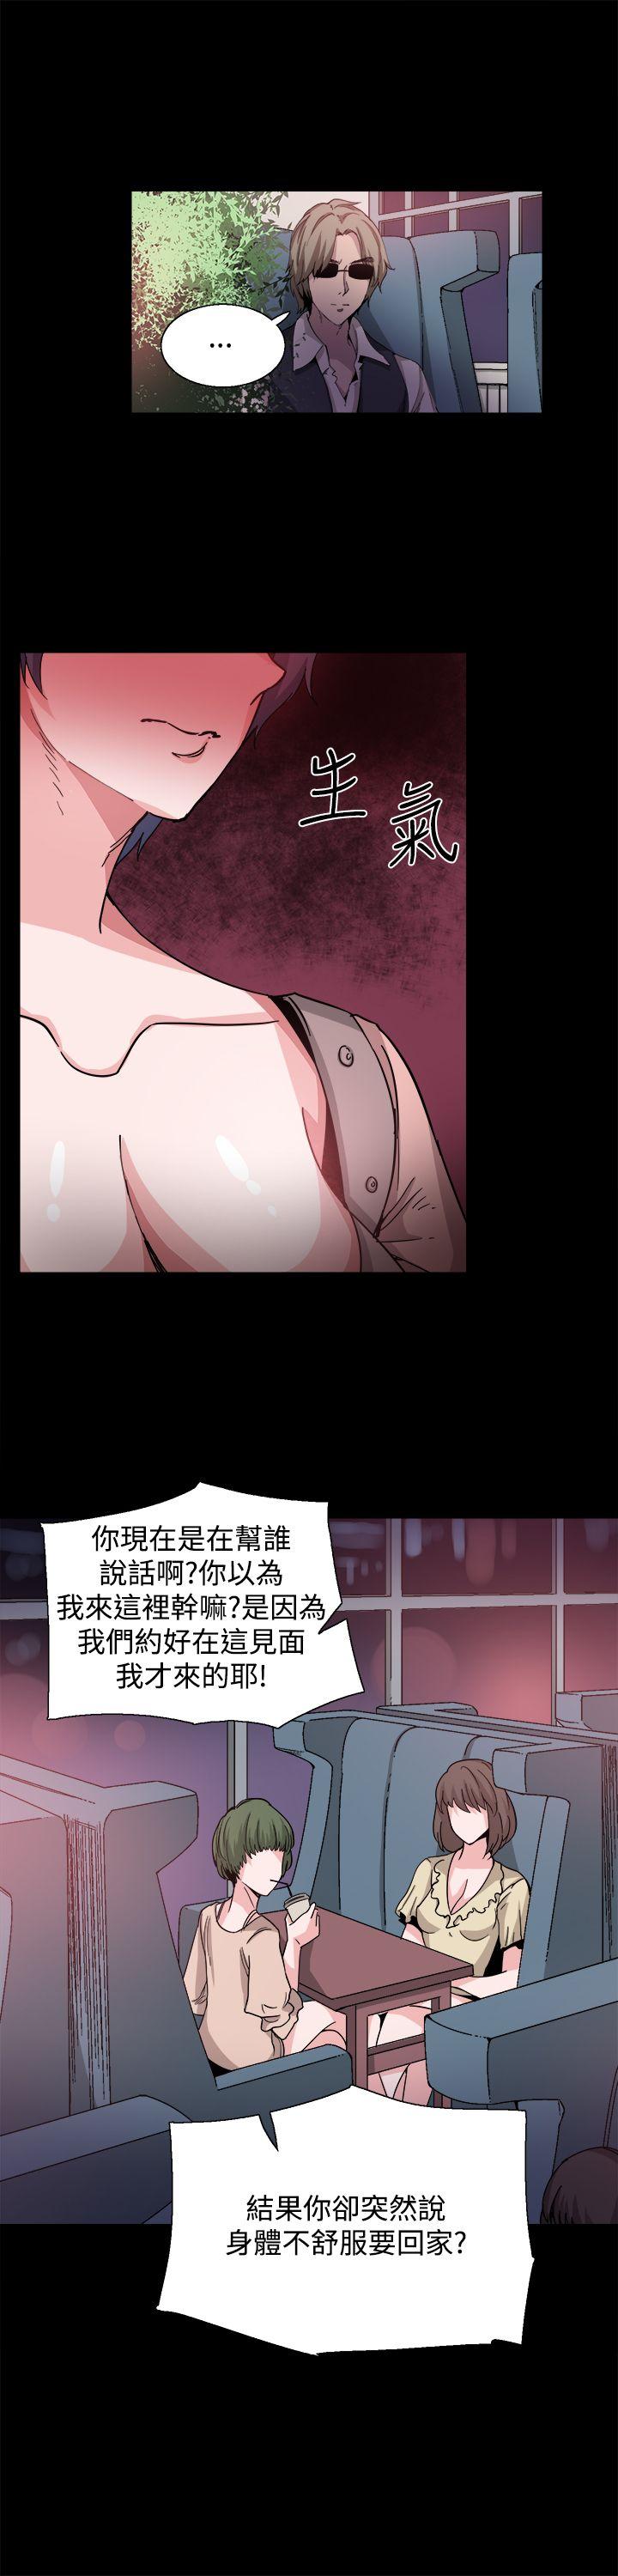 ...
生氣
你現在是在幫誰
說話啊?你以為
我來這裡幹嘛?是因為
我們約好在這見面
我才來的耶!
結果你卻突然說
身體不舒服要回家?